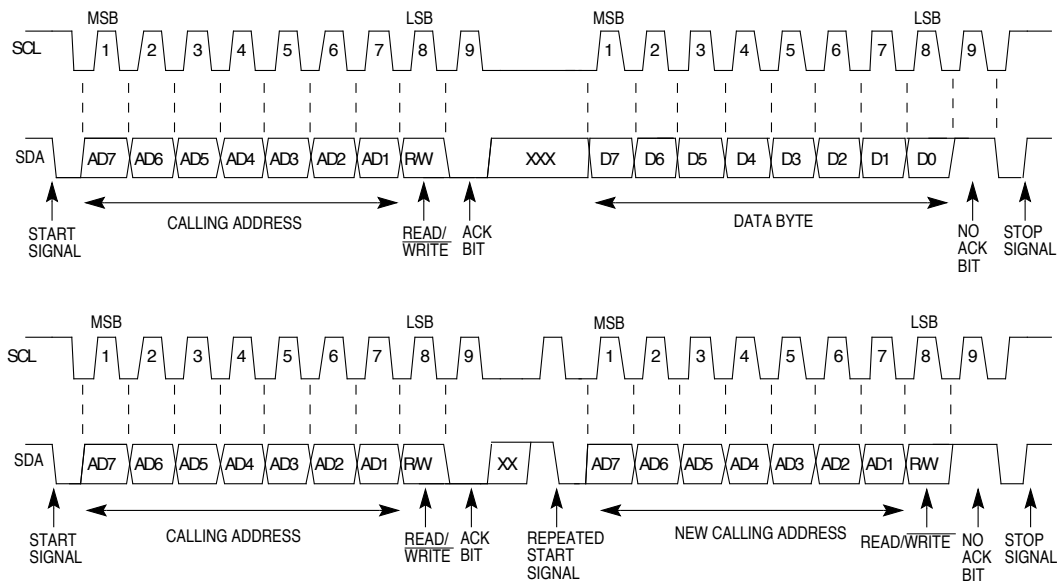 MSB LSB MSB LSB
SCL 1 2 3 4 5 6 7 8 9 1 2 3 4 5 6 7 8 9
SDA AD7 AD6 AD5 AD4 AD3 AD2 AD1 RW XXX D7 D6 D5 D4 D3 D2 D1 D0
START SIGNAL
CALLING ADDRESS
READ/WRITE
ACK BIT
DATA BYTE
NO ACK BIT
STOP SIGNAL
MSB LSB MSB LSB
SCL 1 2 3 4 5 6 7 8 9 1 2 3 4 5 6 7 8 9
SDA AD7 AD6 AD5 AD4 AD3 AD2 AD1 RW XX AD7 AD6 AD5 AD4 AD3 AD2 AD1 RW
START SIGNAL
CALLING ADDRESS
READ/WRITE
ACK BIT
REPEATED START SIGNAL
NEW CALLING ADDRESS
READ/WRITE
NO ACK BIT
STOP SIGNAL